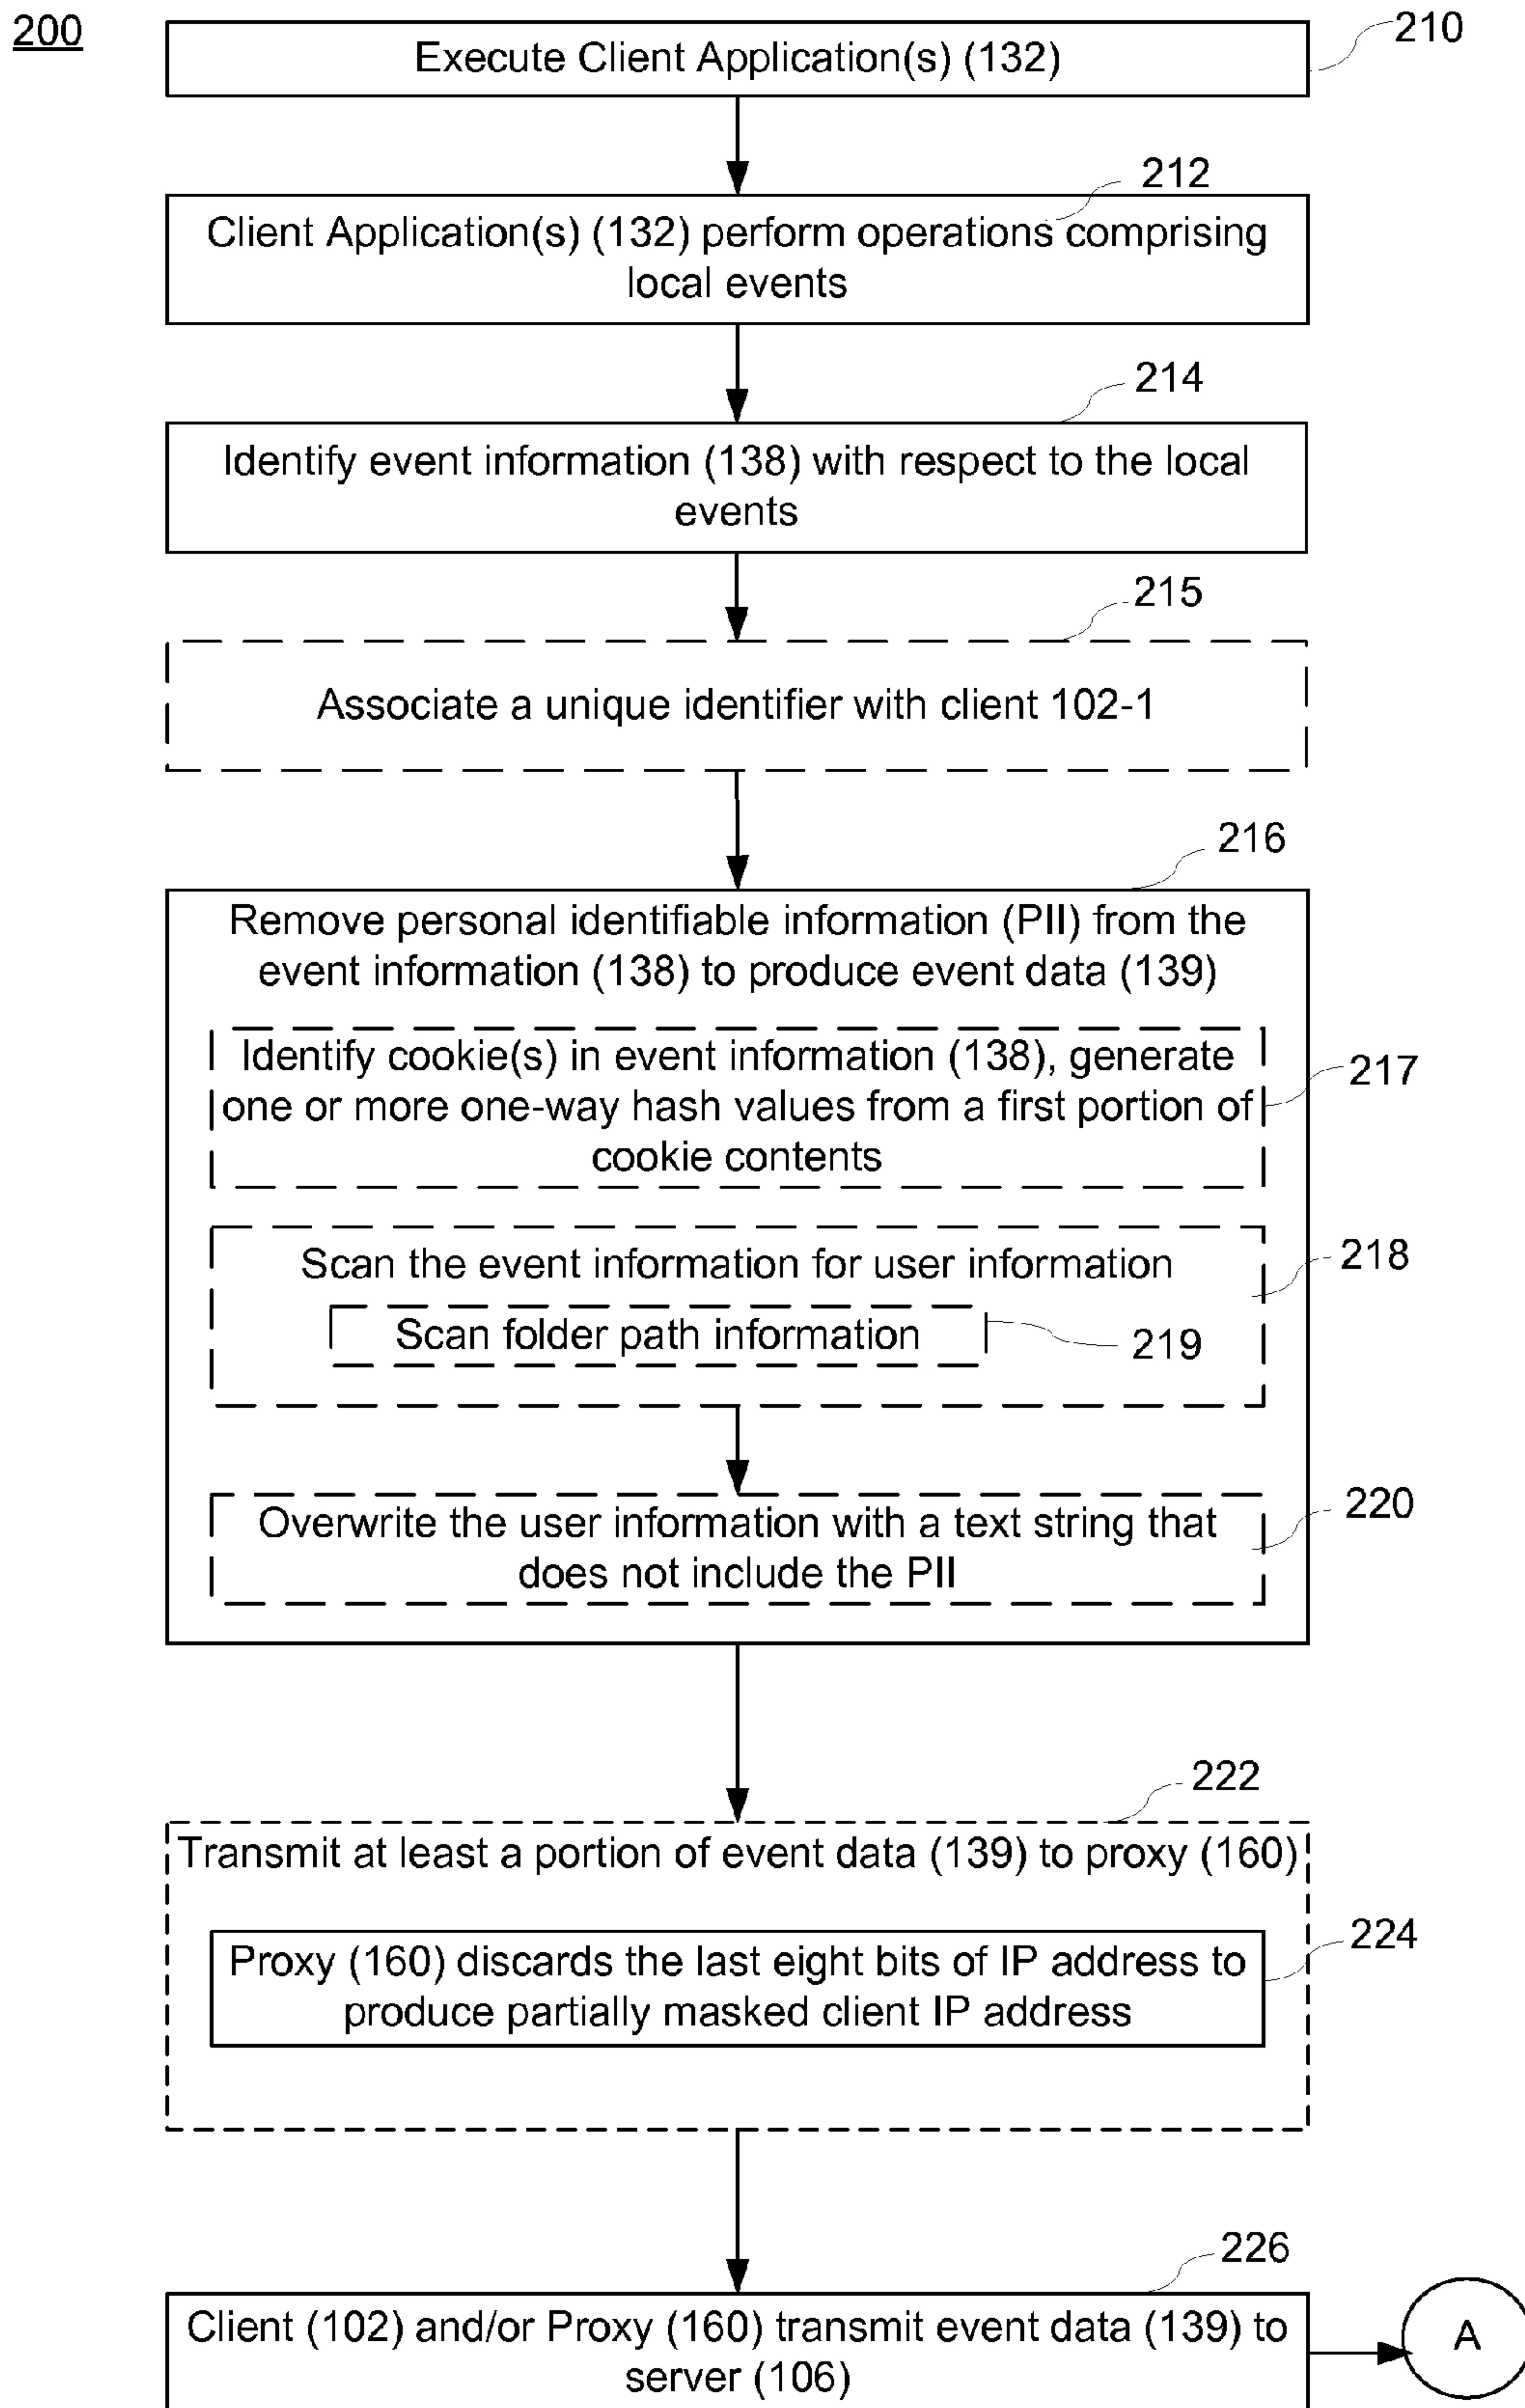 200
210
Execute Client Application(s) (132)
212
Client Application(s) (132) perform operations comprising
local events
214
Identify event information (138) with respect to the local
events
215
Associate a unique identifier with client 102-1
216
Remove personal identifiable information (PII) from the
event information (138) to produce event data (139)
Identify cookie(s) in event information (138), generate
217
one or more one-way hash values from a first portion of
cookie contents
218
Scan the event information for user information
Scan folder path information
219
220
Overwrite the user information with a text string that
does not include the PII
222
Transmit at least a portion of event data (139) to proxy (160)
224
Proxy (160) discards the last eight bits of IP address to
produce partially masked client IP address
226
Client (102) and/or Proxy (160) transmit event data (139) to
server (106)
A